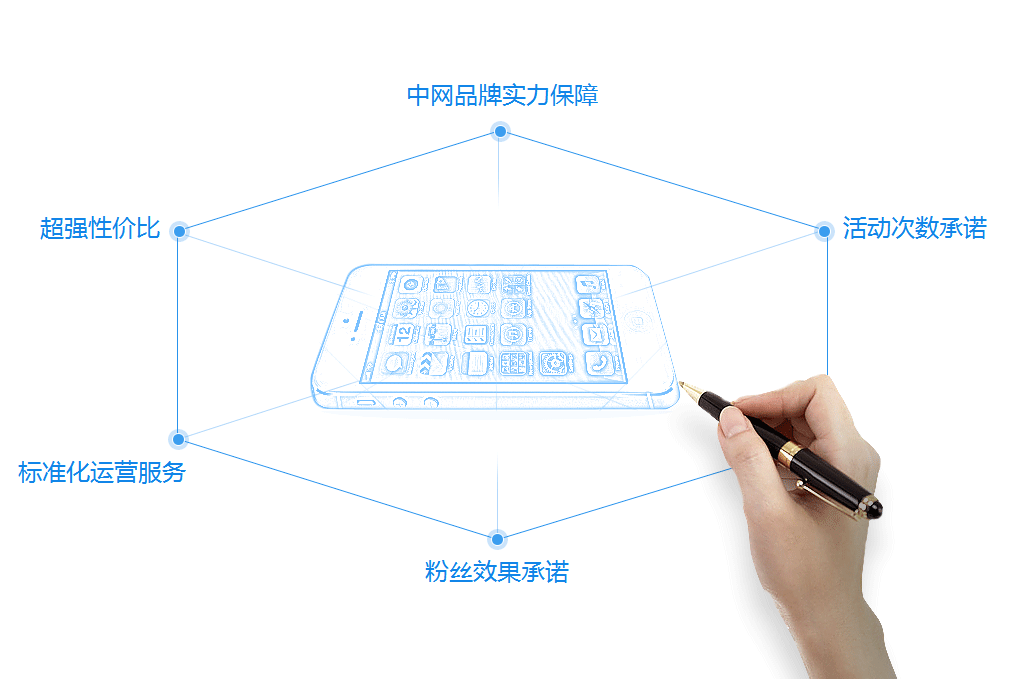 中网品牌实力保障
超强性价比
活动次数承诺
12
标准化运营服务
粉丝效果承诺